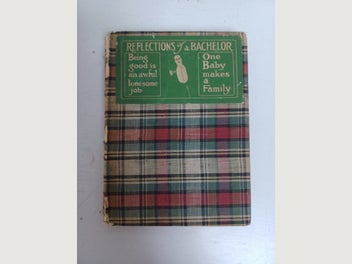 REFLECTIONS of a BACHELOR
Being
good is
an awful
lonesome
job
One
Baby
makes
a
Family